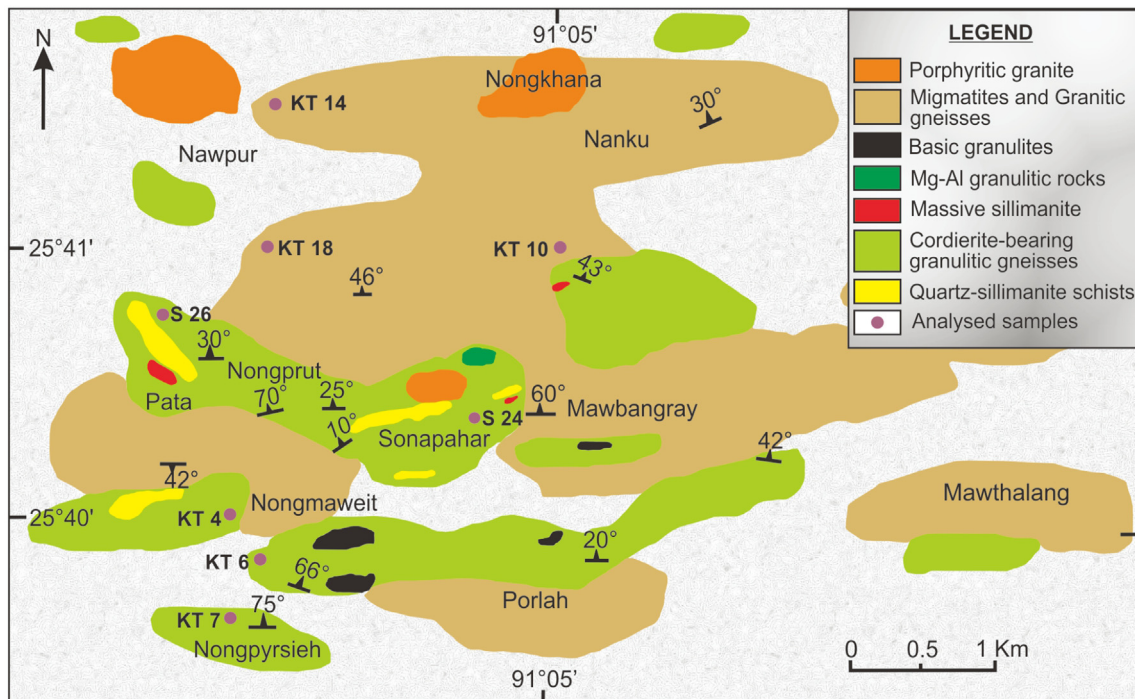 N
91°05'
LEGEND
Porphyritic granite
Migmatites and Granitic
gneisses
Basic granulites
Mg-Al granulitic rocks
Massive sillimanite
Cordierite-bearing
granulitic gneisses
Quartz-sillimanite schists
Analysed samples
Nongkhana
KT 14
30°
Nanku
Nawpur
25°41'
KT 18
KT 10
43°
46°
S 26
30°
Nongprut
Pata
70°
25°
10°
Sonapahar
S 24
60°
Mawbangray
42°
42°
Nongmaweit
Mawthalang
25°40'
KT 4
KT 6
66°
20°
Porlah
KT 7
75°
Nongpyrsieh
0 0.5 1 Km
91°05'